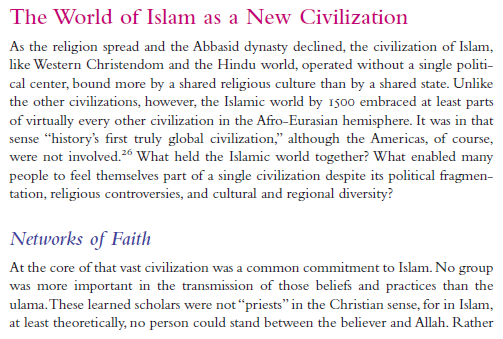 The World of Islam as a New Civilization
As the religion spread and the Abbasid dynasty declined, the civilization of Islam,
like Western Christendom and the Hindu world, operated without a single politi-
cal center, bound more by a shared religious culture than by a shared state. Unlike
the other civilizations, however, the Islamic world by 1500 embraced at least parts
of virtually every other civilization in the Afro-Eurasian hemisphere. It was in that
sense “history’s first truly global civilization,” although the Americas, of course,
were not involved.26 What held the Islamic world together? What enabled many
people to feel themselves part of a single civilization despite its political fragmen-
tation, religious controversies, and cultural and regional diversity?
Networks of Faith
At the core of that vast civilization was a common commitment to Islam. No group
was more important in the transmission of those beliefs and practices than the
ulama. These learned scholars were not “priests” in the Christian sense, for in Islam,
at least theoretically, no person could stand between the believer and Allah. Rather